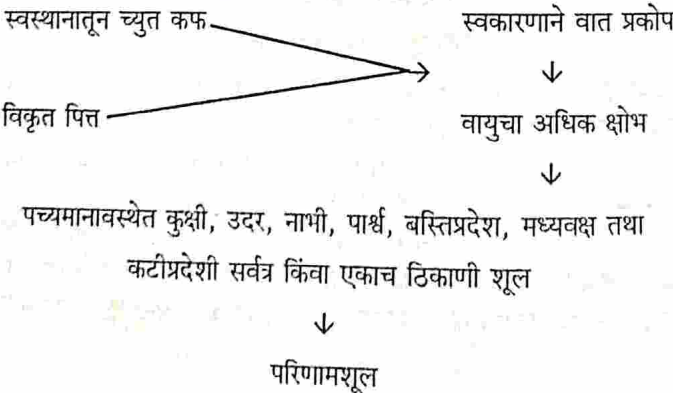 स्वस्थानातून च्युत कफ
स्वकारणाने वात प्रकोप
विकृत पित्त
वायुचा अधिक क्षोभ
पच्यमानावस्थेत कुक्षी, उदर, नाभी, पार्श्व, बस्तिप्रदेश, मध्यवक्ष तथा
कटीप्रदेशी सर्वत्र किंवा एकाच ठिकाणी शूल
परिणामशूल